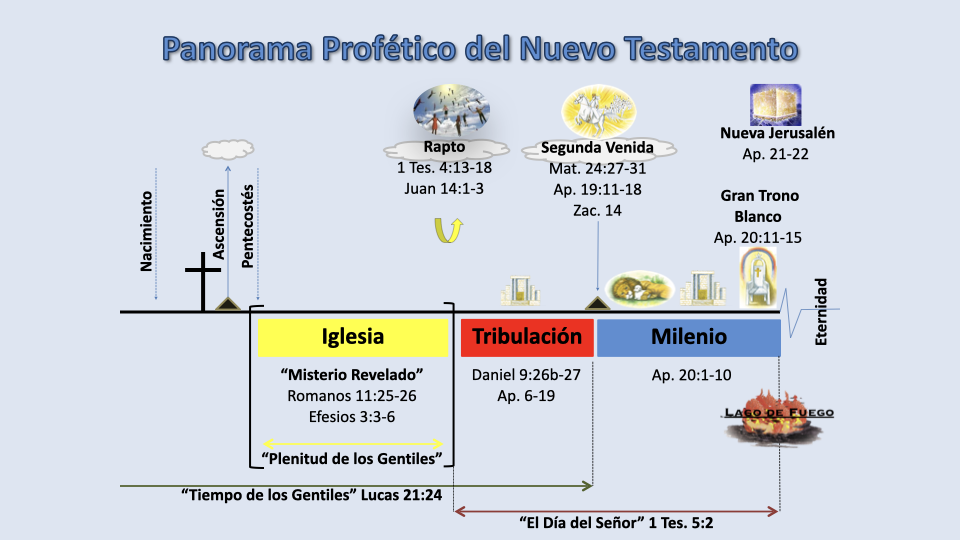 Panorama Profético del Nuevo Testamento
Rapto
1 Tes. 4:13-18
Juan 14:1-3
Segunda Venida
Mat. 24:27-31
Ap. 19:11-18
Zac. 14
Nueva Jerusalén
Ap. 21-22
Gran Trono
Blanco
Ap. 20:11-15
Nacimiento
Ascensión
Pentecostés
Eternidad
Iglesia
Tribulación
Milenio
“Misterio Revelado”
Romanos 11:25-26
Efesios 3:3-6
Daniel 9:26b-27
Ap. 6-19
Ap. 20:1-10
LAGO DE FUEGO
“Plenitud de los Gentiles”
“Tiempo de los Gentiles” Lucas 21:24
“El Día del Señor” 1 Tes. 5:2